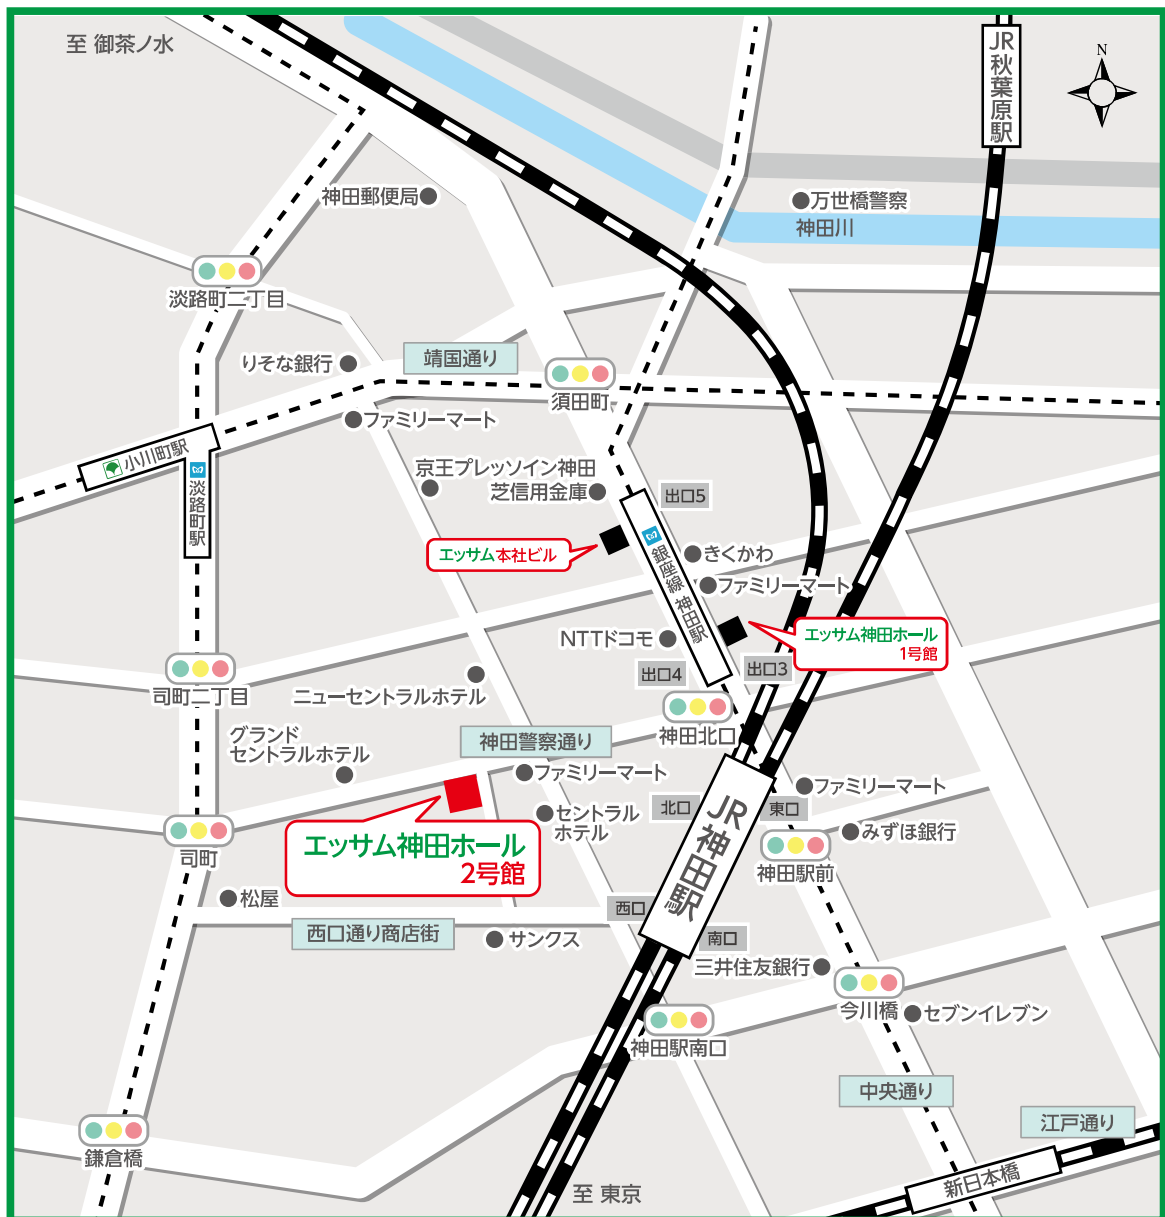 至 御茶ノ水
JR秋葉原駅
N
神田郵便局
万世橋警察
神田川
淡路町二丁目
りそな銀行
靖国通り
須田町
ファミリーマート
小川町駅
淡路町駅
京王プレッソイン神田
芝信用金庫
出口5
エッサム本社ビル
銀座線 神田駅
きくかわ
ファミリーマート
NTTドコモ
エッサム神田ホール
1号館
出口4
出口3
司町二丁目
ニューセントラルホテル
神田北口
グランド
セントラルホテル
神田警察通り
ファミリーマート
ファミリーマート
北口
東口
JR神田駅
セントラル
ホテル
みずほ銀行
司町
エッサム神田ホール
2号館
神田駅前
松屋
西口
西口通り商店街
サンクス
南口
三井住友銀行
今川橋
セブンイレブン
神田駅南口
中央通り
江戸通り
鎌倉橋
至 東京
新日本橋